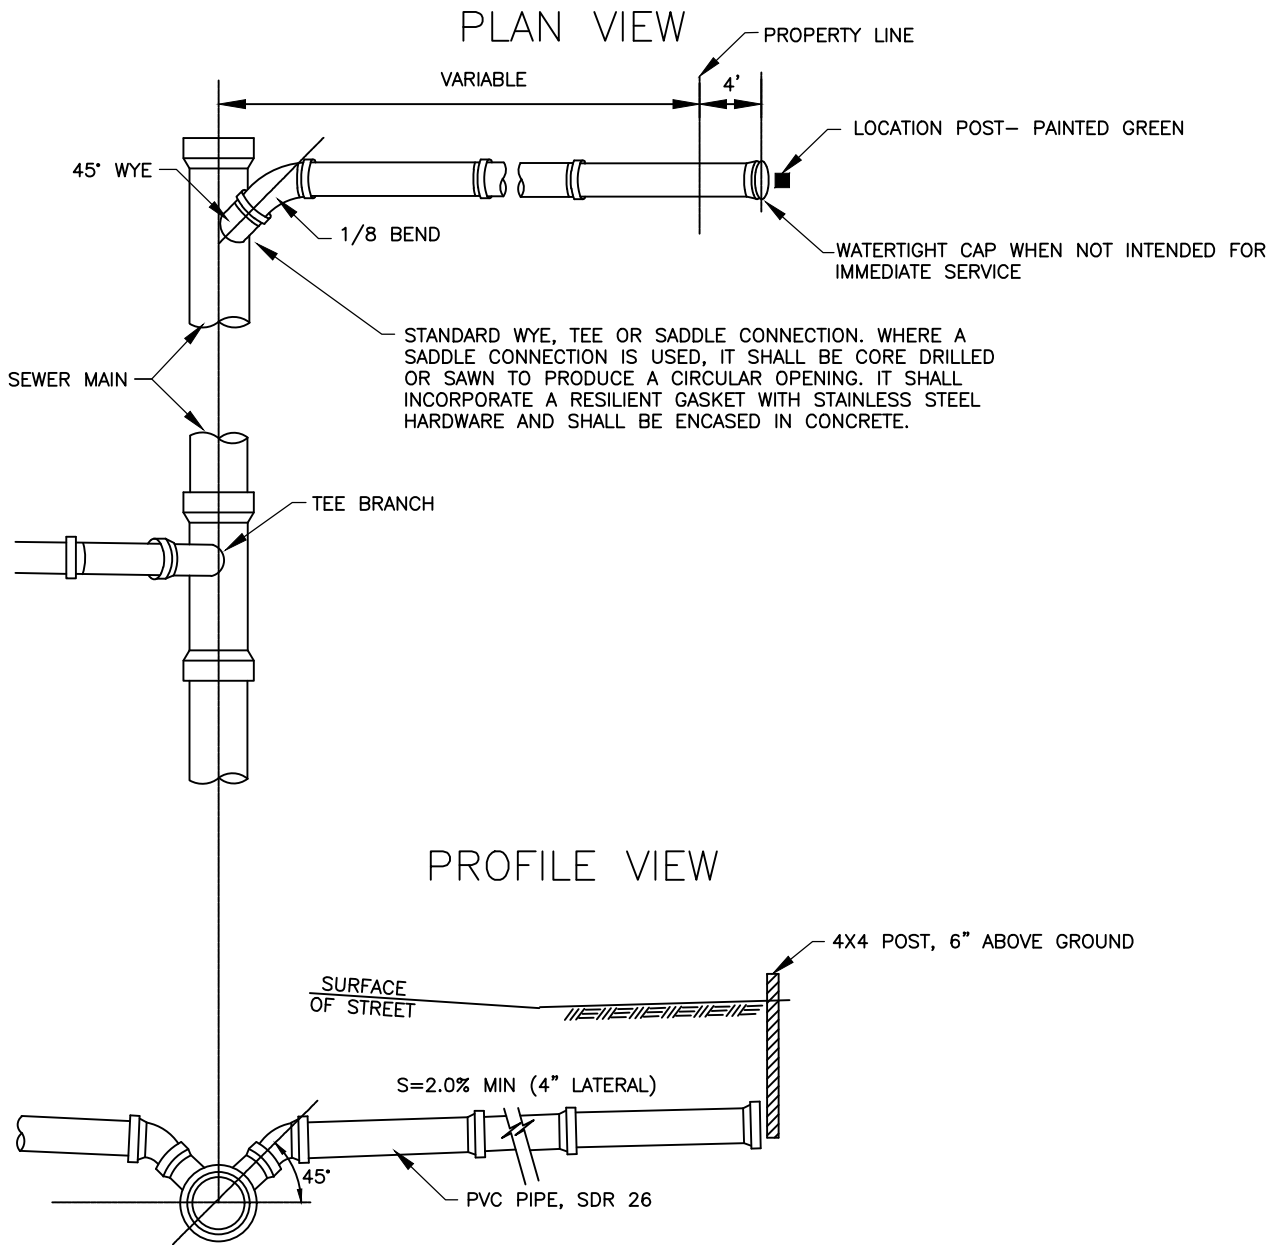 PLAN VIEW
PROPERTY LINE
VARIABLE
4'
LOCATION POST- PAINTED GREEN
45° WYE
1/8 BEND
WATERTIGHT CAP WHEN NOT INTENDED FOR
IMMEDIATE SERVICE
STANDARD WYE, TEE OR SADDLE CONNECTION. WHERE A
SADDLE CONNECTION IS USED, IT SHALL BE CORE DRILLED
OR SAWN TO PRODUCE A CIRCULAR OPENING. IT SHALL
INCORPORATE A RESILIENT GASKET WITH STAINLESS STEEL
HARDWARE AND SHALL BE ENCASED IN CONCRETE.
SEWER MAIN
TEE BRANCH
PROFILE VIEW
4X4 POST, 6" ABOVE GROUND
SURFACE
OF STREET
S=2.0% MIN (4" LATERAL)
45°
PVC PIPE, SDR 26